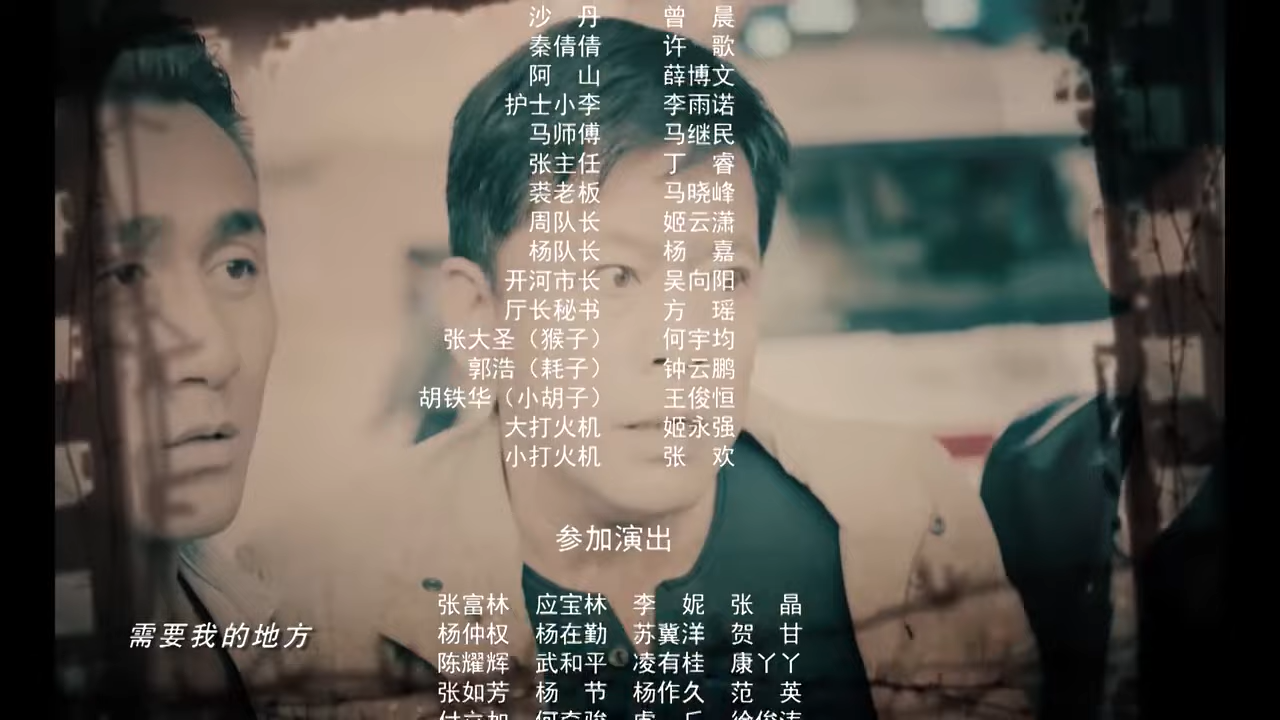 沙 丹 曾 晨
秦倩倩 许 歌
阿 山 薛博文
护士小李 李雨诺
马师傅 马继民
张主任 丁 睿
裘老板 马晓峰
周队长 姬云潇
杨队长 杨 嘉
开河市长 吴向阳
厅长秘书 方 瑶
张大圣（猴子） 何宇均
郭浩（耗子） 钟云鹏
胡铁华（小胡子） 王俊恒
大打火机 姬永强
小打火机 张 欢
参加演出
张富林 应宝林 李 妮 张 晶
杨仲权 杨在勤 苏冀洋 贺 甘
需要我的地方
陈耀辉 武和平 凌有桂 康丫丫
张如芳 杨 节 杨作久 范 英